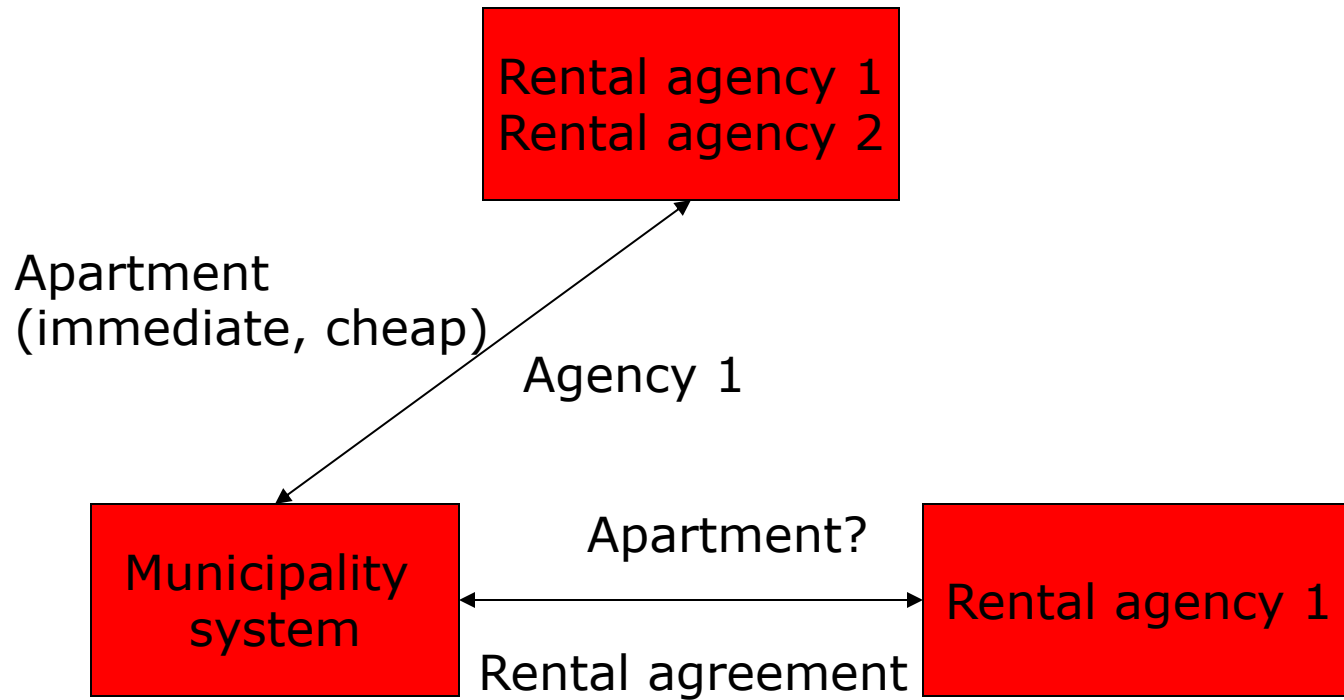 Rental agency 1
Rental agency 2
Apartment
(immediate, cheap)
Agency 1
Apartment?
Municipality
system
Rental agency 1
Rental agreement